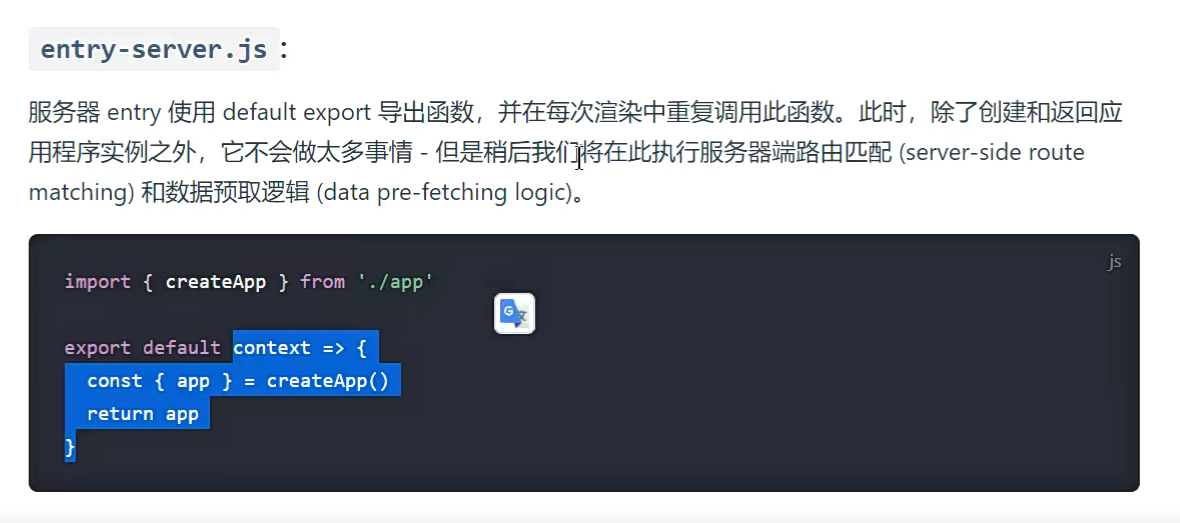 entry-server.js：
服务器 entry 使用 default export 导出函数，并在每次渲染中重复调用此函数。此时，除了创建和返回应
用程序实例之外，它不会做太多事情 - 但是稍后我们将在此执行服务器端路由匹配 (server-side route
matching) 和数据预取逻辑 (data pre-fetching logic)。
js
import { createApp } from './app'
G 文
export default context => {
  const { app } = createApp()
  return app
}